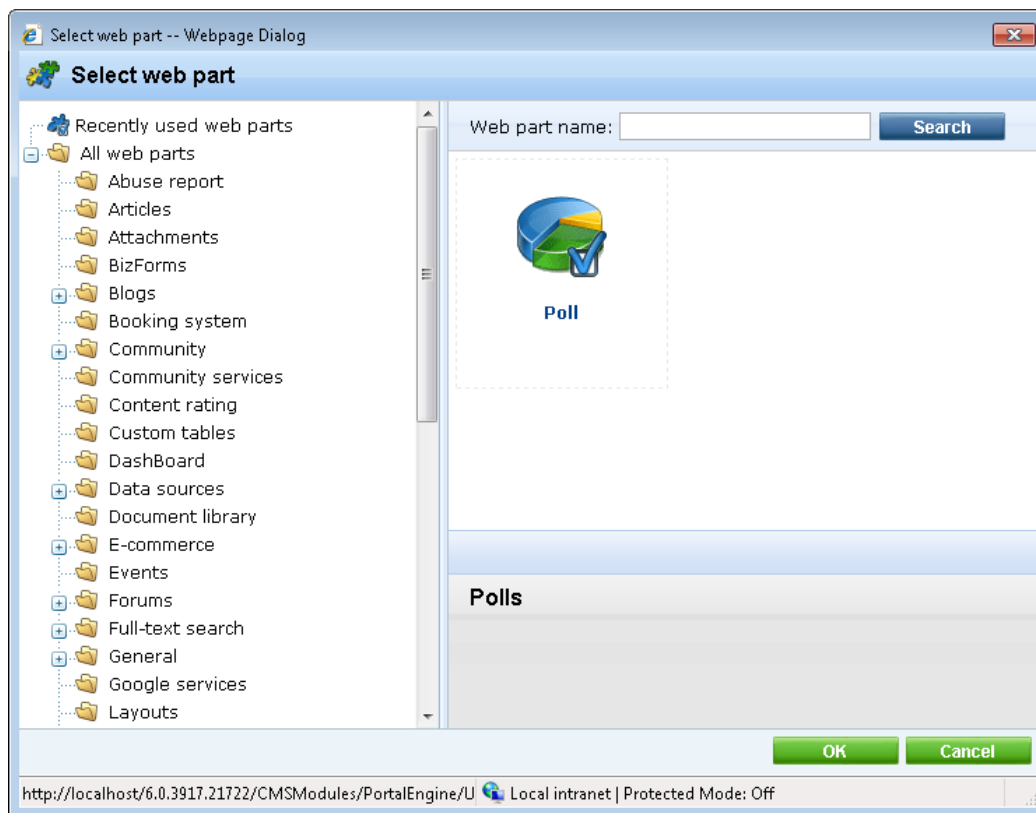 Select web part -- Webpage Dialog
Select web part
Recently used web parts
All web parts
Abuse report
Articles
Attachments
BizForms
Blogs
Booking system
Community
Community services
Content rating
Custom tables
DashBoard
Data sources
Document library
E-commerce
Events
Forums
Full-text search
General
Google services
Layouts
Web part name:
Search
Poll
Polls
OK
Cancel
http://localhost/6.0.3917.21722/CMSModules/PortalEngine/U
Local intranet | Protected Mode: Off